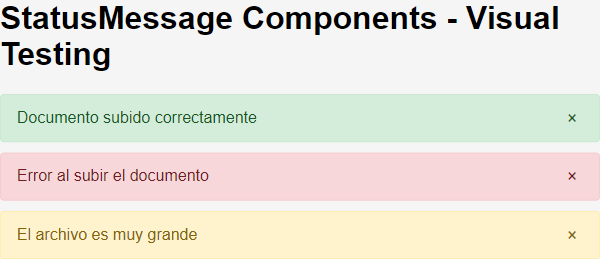 StatusMessage Components - Visual
Testing
Documento subido correctamente ×
Error al subir el documento ×
El archivo es muy grande ×